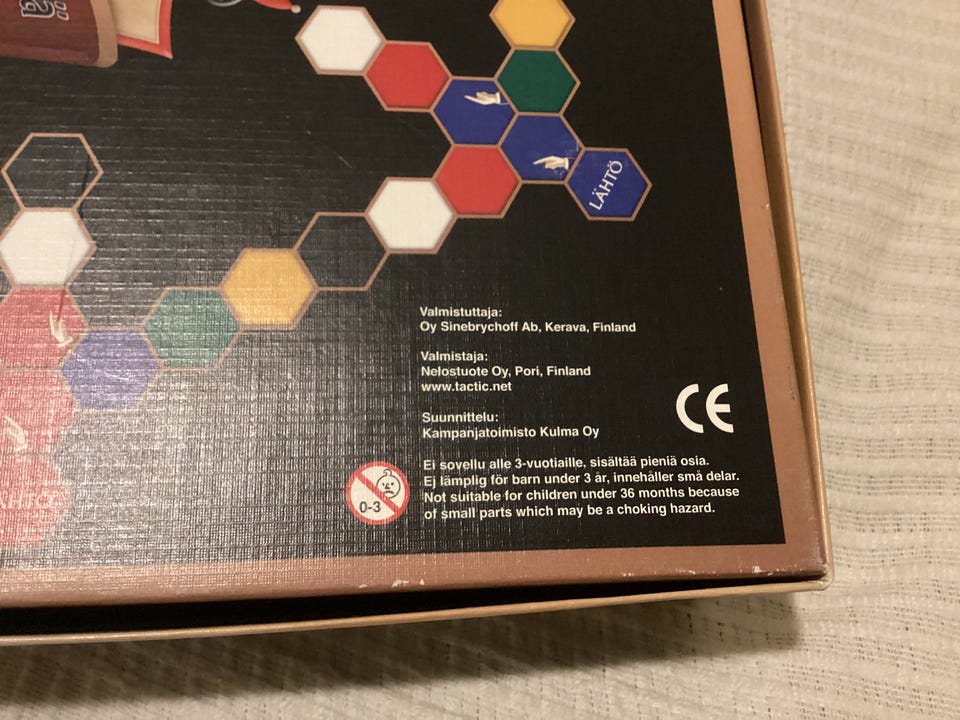 LÄHTÖ
Valmistuttaja:
Oy Sinebrychoff Ab, Kerava, Finland
Valmistaja:
Nelostuote Oy, Pori, Finland
www.tactic.net
Suunnittelu:
Kampanjatoimisto Kulma Oy
CE
0-3
Ei sovellu alle 3-vuotiaille, sisältää pieniä osia.
Ej lämplig för barn under 3 år, innehåller små delar.
Not suitable for children under 36 months because
of small parts which may be a choking hazard.